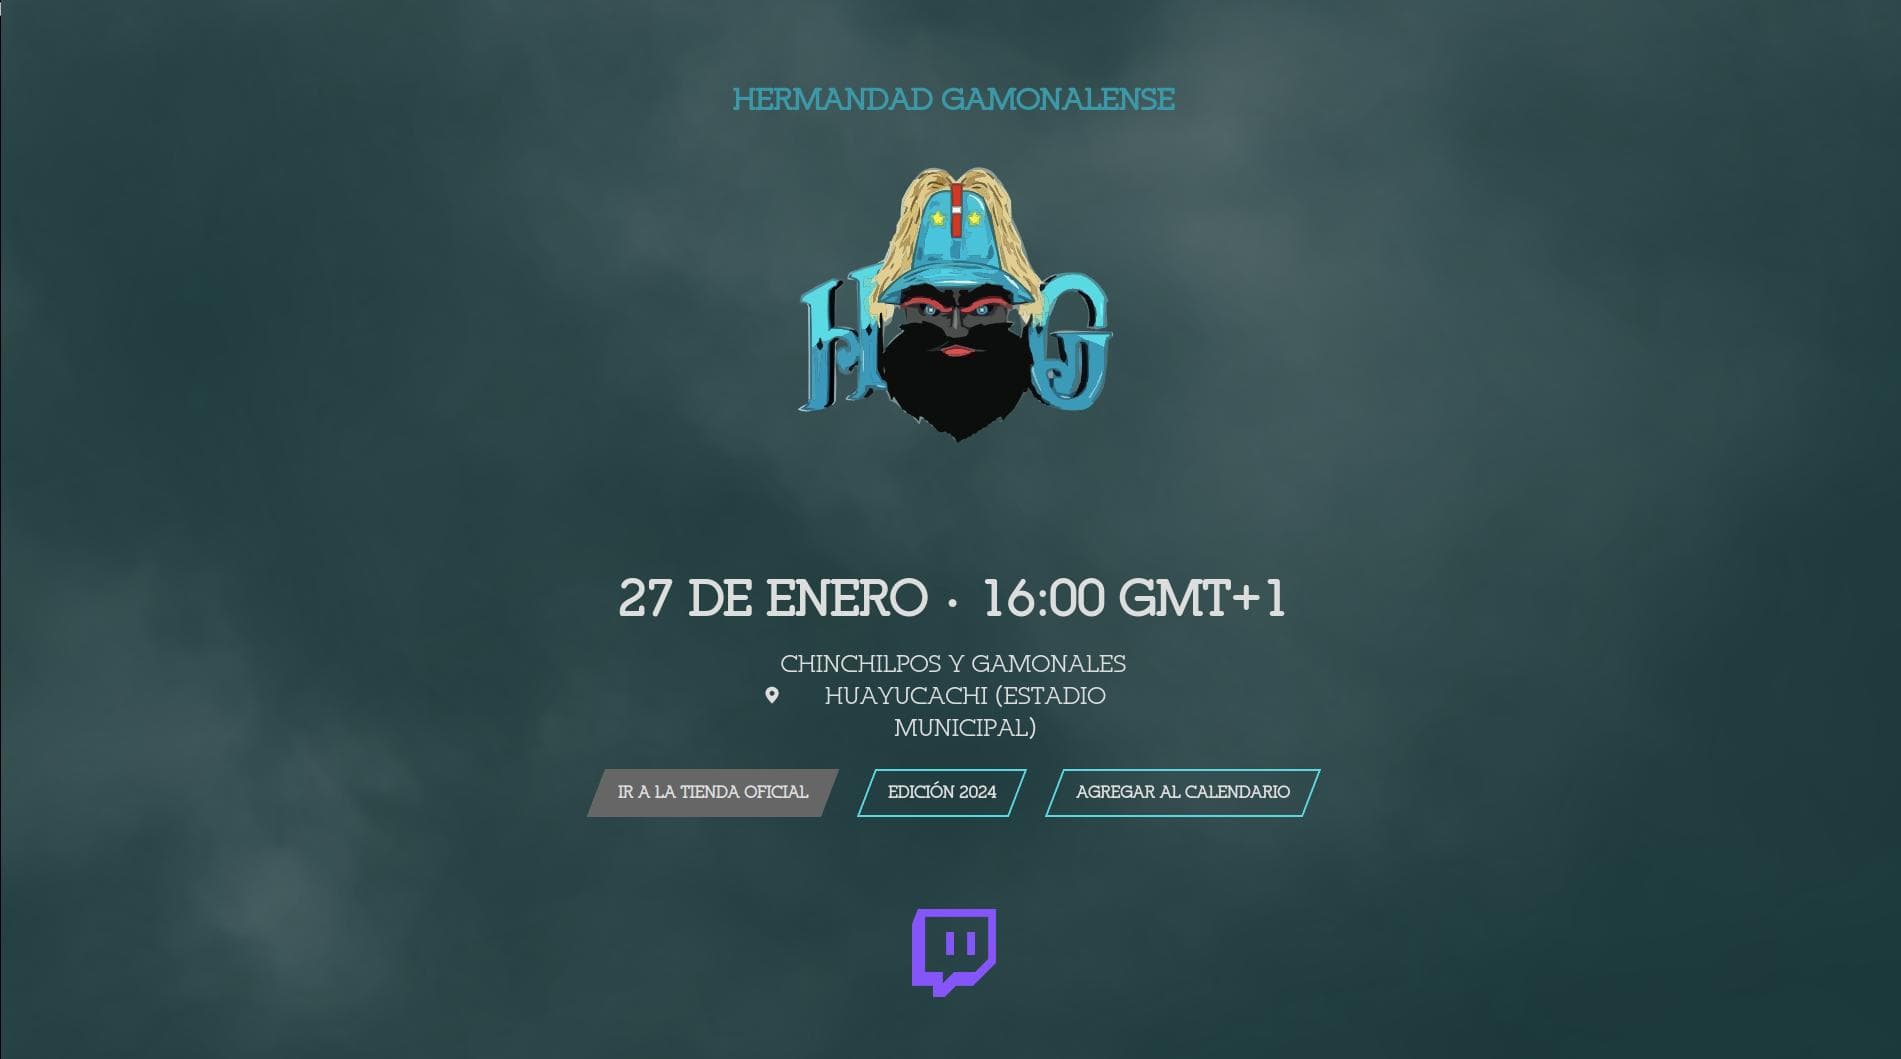 HERMANDAD GAMONALENSE
HG
27 DE ENERO · 16:00 GMT+1
CHINCHILPOS Y GAMONALES
HUAYUCACHI (ESTADIO
MUNICIPAL)
IR A LA TIENDA OFICIAL
EDICIÓN 2024
AGREGAR AL CALENDARIO